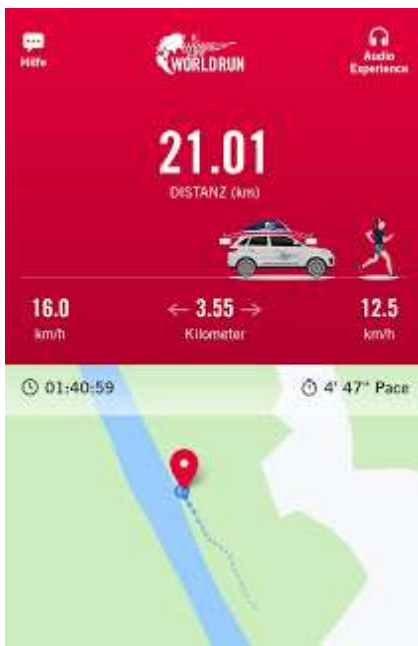 Hilfe
WORLDRUN
Audio
Experience
21.01
DISTANZ (km)
16.0
km/h
← 3.55 →
Kilometer
12.5
km/h
01:40:59
4' 47" Pace